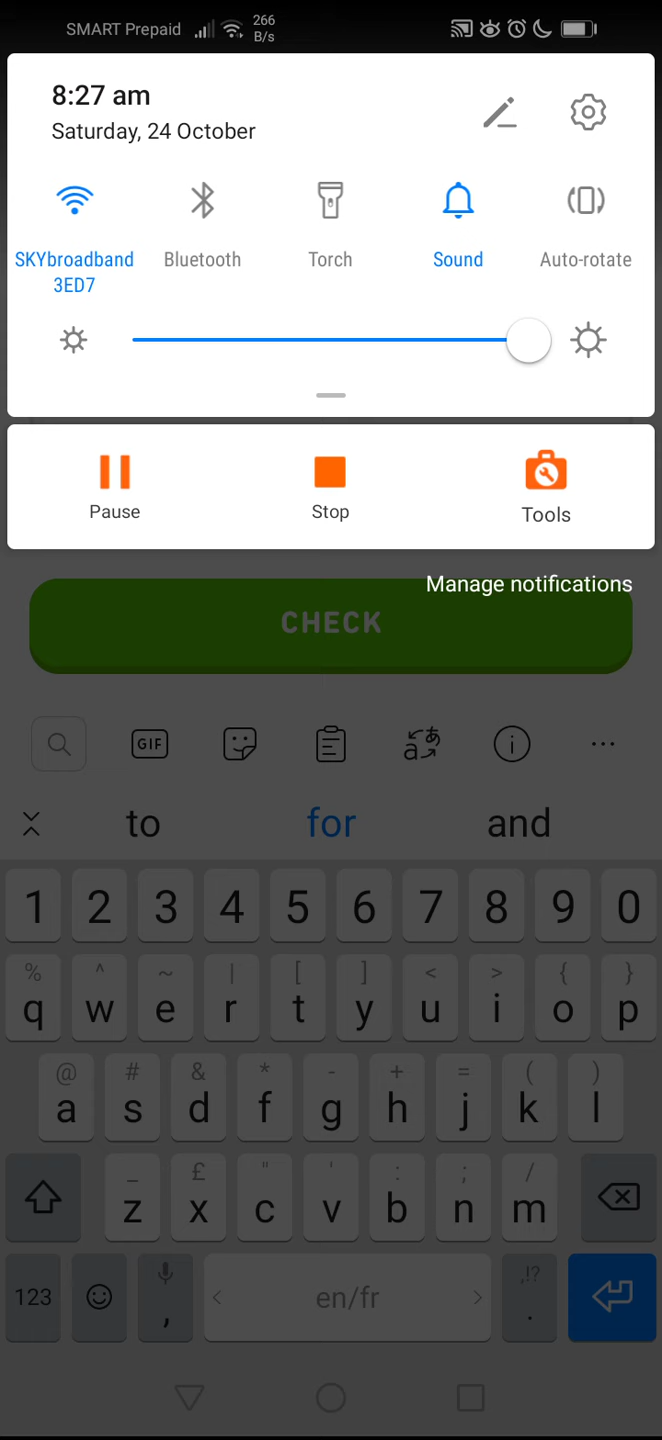 SMART Prepaid 266 B/s
8:27 am
Saturday, 24 October
SKYbroadband 3ED7
Bluetooth
Torch
Sound
Auto-rotate
Pause
Stop
Tools
Manage notifications
CHECK
GIF
to for and
1 2 3 4 5 6 7 8 9 0
% ^ ~ | [ ] < > { }
q w e r t y u i o p
@ # & * - + = ( )
a s d f g h j k l
_ £ " ' : ; /
z x c v b n m
123 , < en/fr > ,!? .